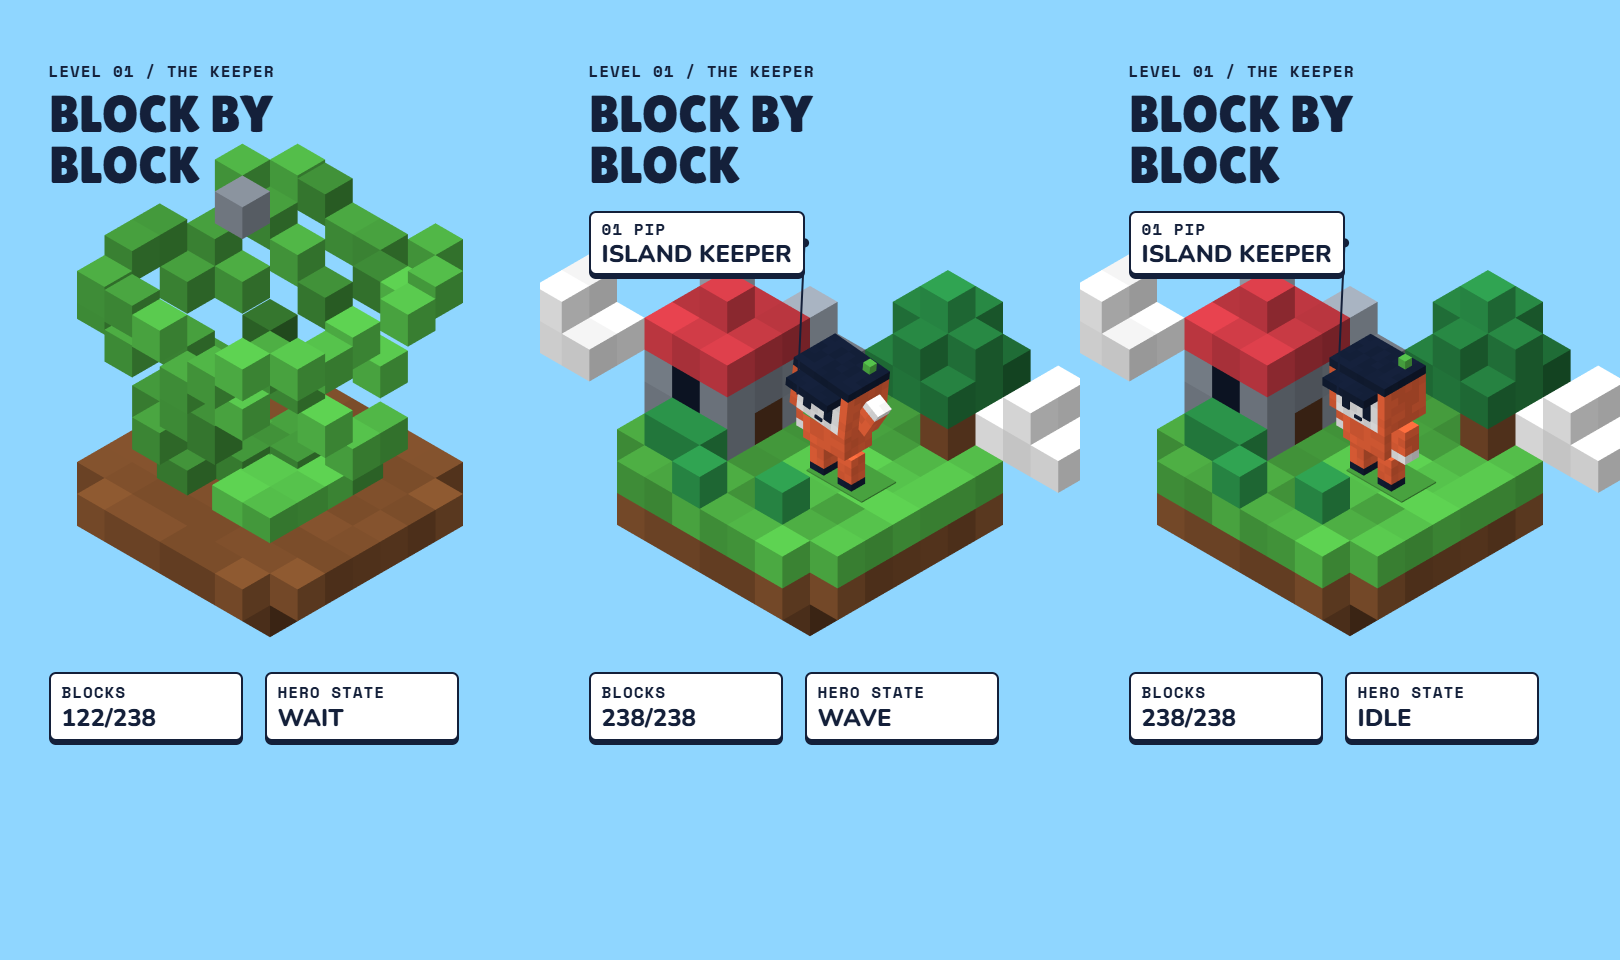 LEVEL 01 / THE KEEPER
BLOCK BY
BLOCK
BLOCKS
122/238
HERO STATE
WAIT
LEVEL 01 / THE KEEPER
BLOCK BY
BLOCK
01 PIP
ISLAND KEEPER
BLOCKS
238/238
HERO STATE
WAVE
LEVEL 01 / THE KEEPER
BLOCK BY
BLOCK
01 PIP
ISLAND KEEPER
BLOCKS
238/238
HERO STATE
IDLE